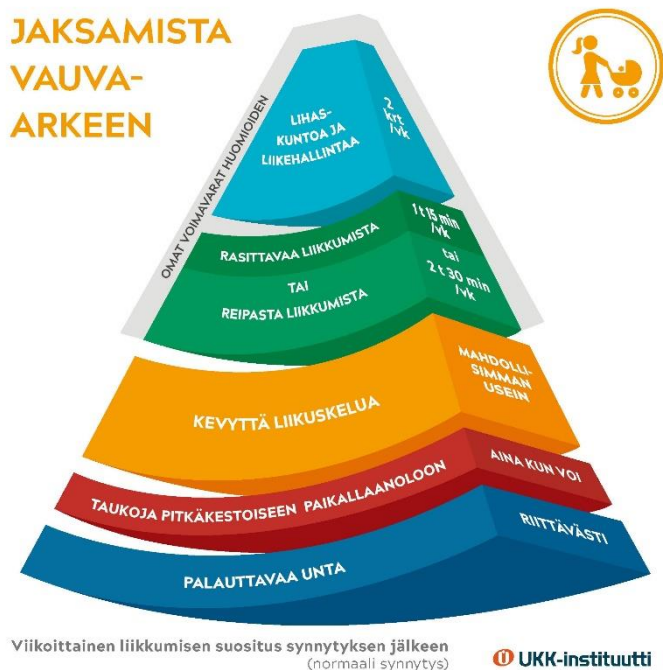 JAKSAMISTA
VAUVA-
ARKEEN
OMAT VOIMAVARAT HUOMIOIDEN
LIHAS-
KUNTOA JA
LIIKEHALLINTAA
2
krt
/vk
RASITTAVAA LIIKKUMISTA
1 t 15 min
/vk
TAI
REIPASTA LIIKKUMISTA
tai
2 t 30 min
/vk
KEVYTTÄ LIIKUSKELUA
MAHDOLLI-
SIMMAN
USEIN
TAUKOJA PITKÄKESTOISEEN PAIKALLAANOLOON
AINA KUN VOI
PALAUTTAVAA UNTA
RIITTÄVÄSTI
Viikoittainen liikkumisen suositus synnytyksen jälkeen
(normaali synnytys)
UKK-instituutti